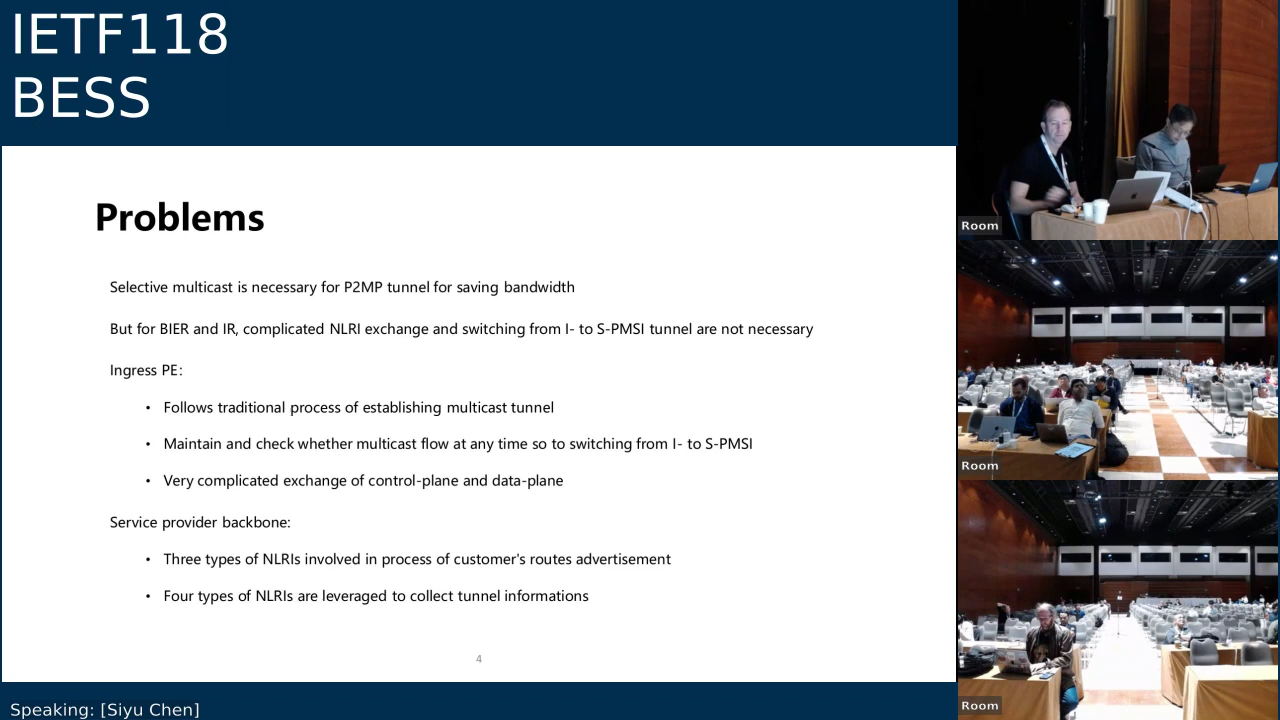 IETF118
BESS
Problems
Selective multicast is necessary for P2MP tunnel for saving bandwidth
But for BIER and IR, complicated NLRI exchange and switching from I- to S-PMSI tunnel are not necessary
Ingress PE:
• Follows traditional process of establishing multicast tunnel
• Maintain and check whether multicast flow at any time so to switching from I- to S-PMSI
• Very complicated exchange of control-plane and data-plane
Service provider backbone:
• Three types of NLRIs involved in process of customer's routes advertisement
• Four types of NLRIs are leveraged to collect tunnel informations
4
Speaking: [Siyu Chen]
Room
Room
Room